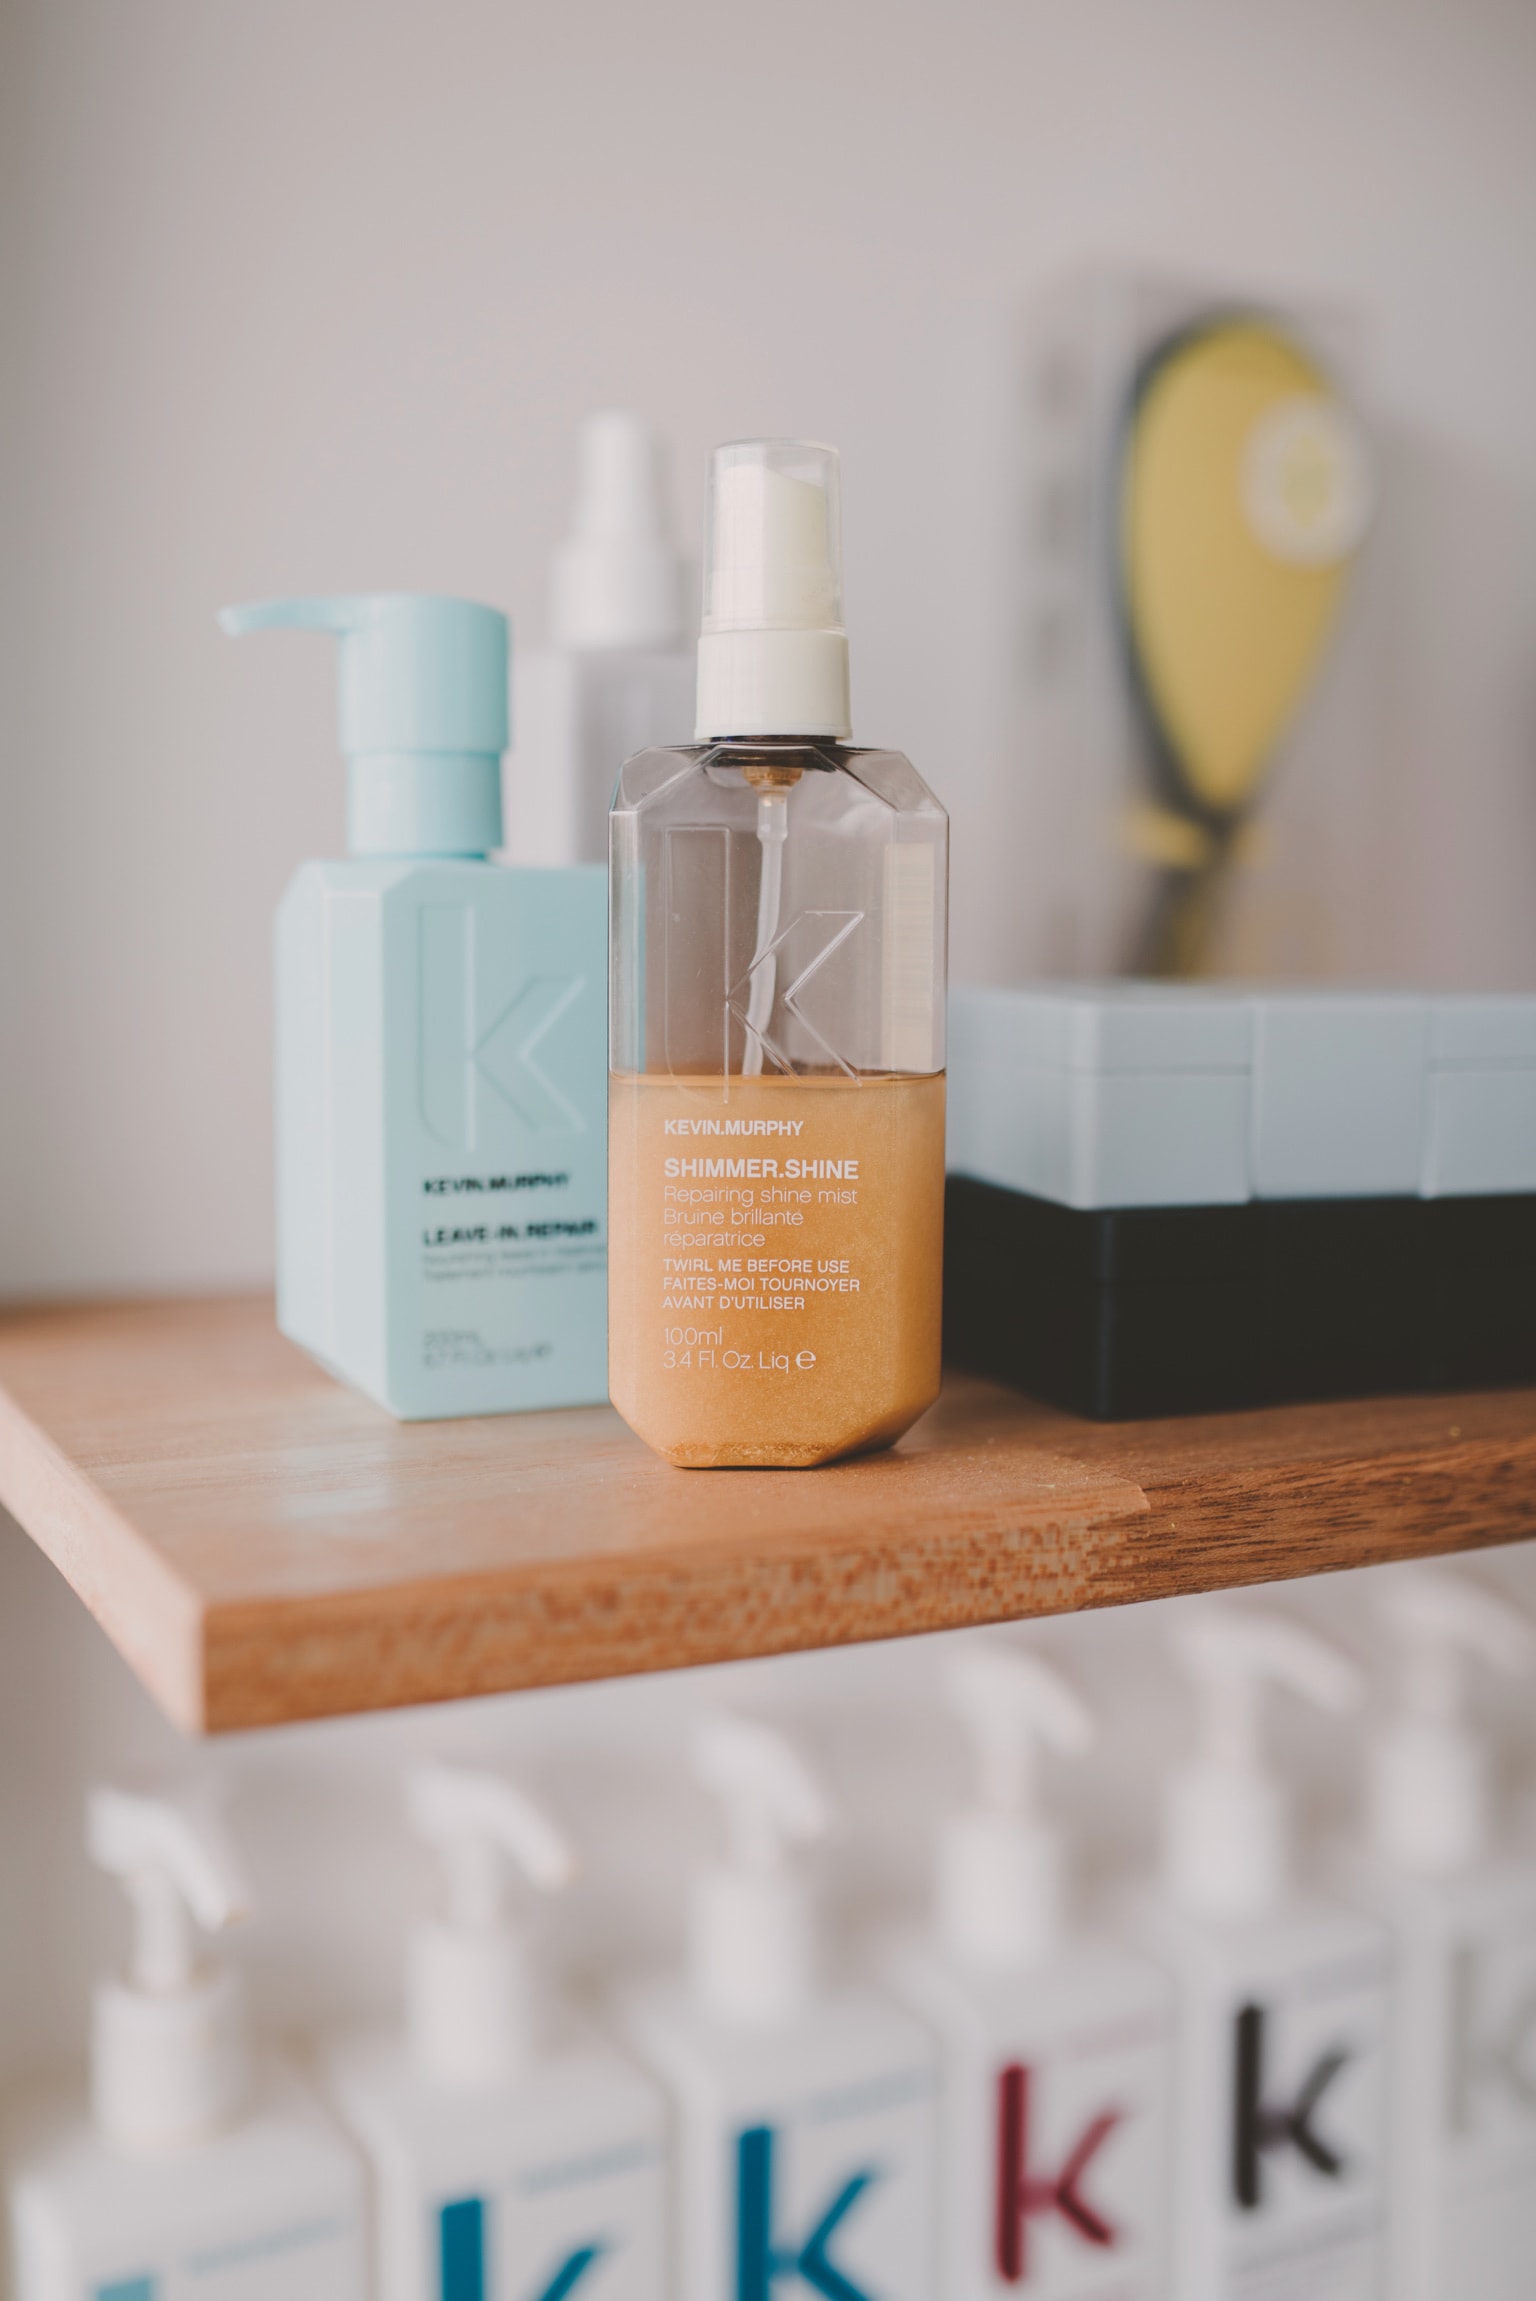 KEVIN.MURPHY
LEAVE-IN.REPAIR
200ml
KEVIN.MURPHY
SHIMMER.SHINE
Repairing shine mist
Bruine brillante
réparatrice
TWIRL ME BEFORE USE
FAITES-MOI TOURNOYER
AVANT D'UTILISER
100ml
3.4 Fl. Oz. Liq e
K
K
K
K
K
K